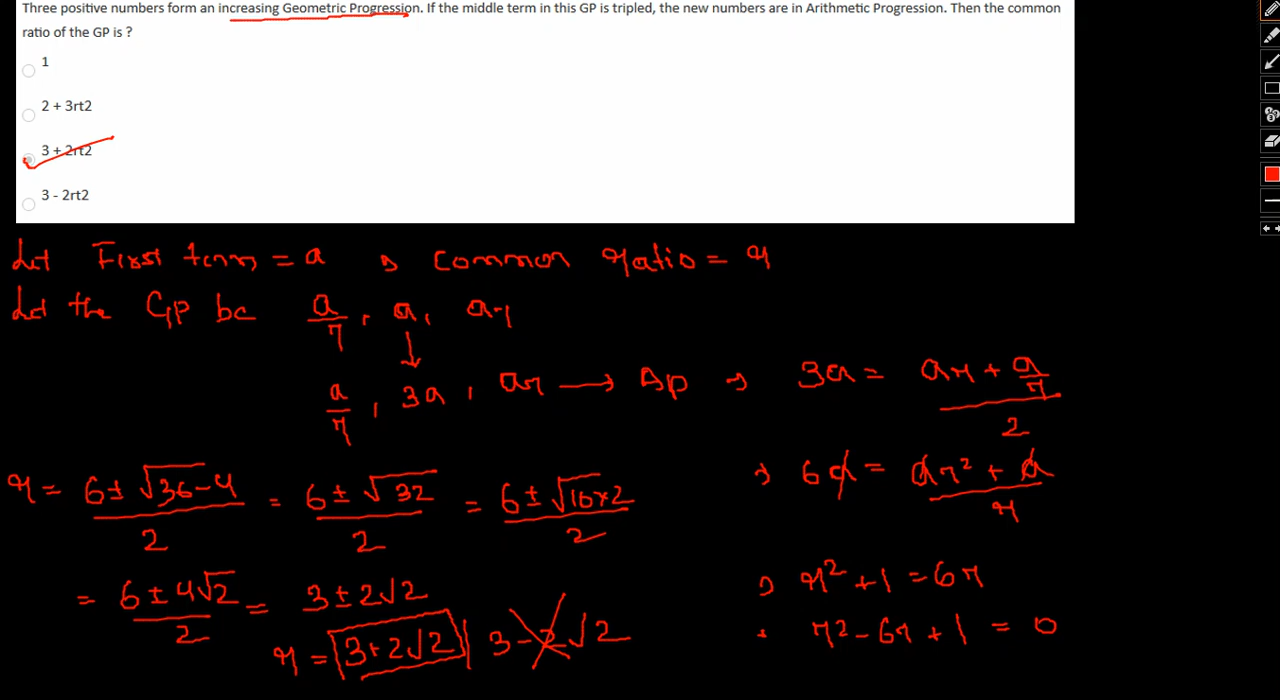 Three positive numbers form an increasing Geometric Progression. If the middle term in this GP is tripled, the new numbers are in Arithmetic Progression. Then the common
ratio of the GP is ?
1
2 + 3rt2
3 + 2rt2
3 - 2rt2
Let First term = a , Common ratio = r
Let the GP be a/r , a, ar
a/r , 3a , ar → AP ⇒ 3a = (ar + a/r)/2
⇒ 6a = (ar² + a)/r
⇒ r² + 1 = 6r
⇒ r² - 6r + 1 = 0
r = (6 ± √36-4)/2 = (6 ± √32)/2 = (6 ± √16×2)/2
= (6 ± 4√2)/2 = 3 ± 2√2
r = 3+2√2 | 3-2√2